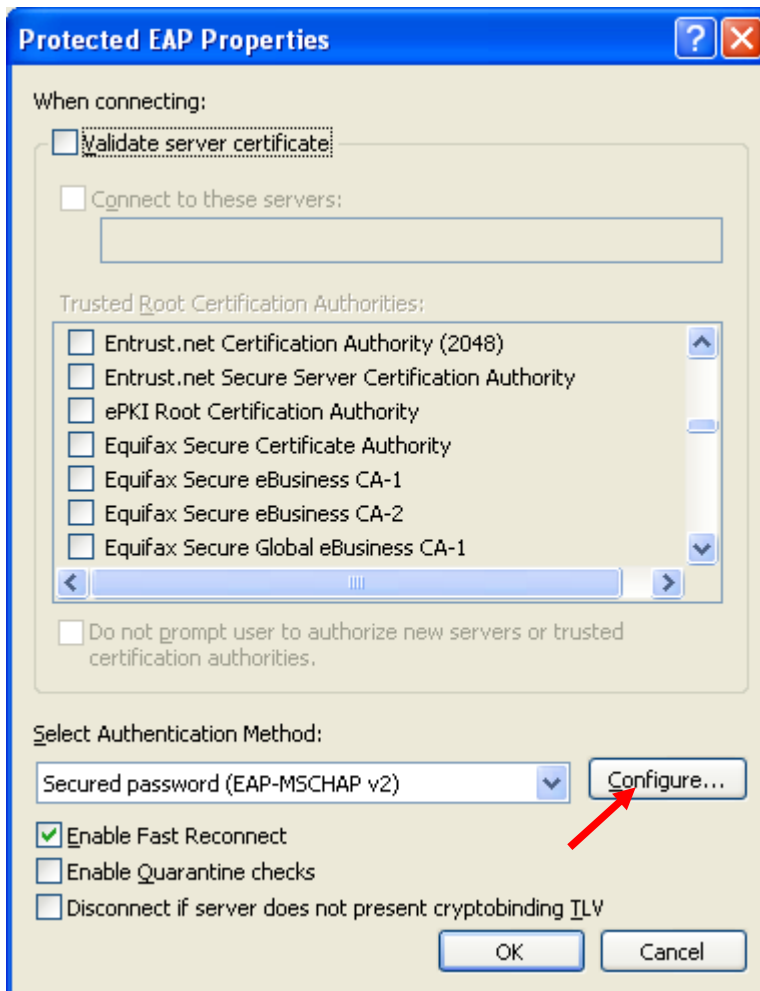 Protected EAP Properties
When connecting:
Validate server certificate
Connect to these servers:
Trusted Root Certification Authorities:
Entrust.net Certification Authority (2048)
Entrust.net Secure Server Certification Authority
ePKI Root Certification Authority
Equifax Secure Certificate Authority
Equifax Secure eBusiness CA-1
Equifax Secure eBusiness CA-2
Equifax Secure Global eBusiness CA-1
Do not prompt user to authorize new servers or trusted
certification authorities.
Select Authentication Method:
Secured password (EAP-MSCHAP v2)
Configure...
Enable Fast Reconnect
Enable Quarantine checks
Disconnect if server does not present cryptobinding TLV
OK
Cancel